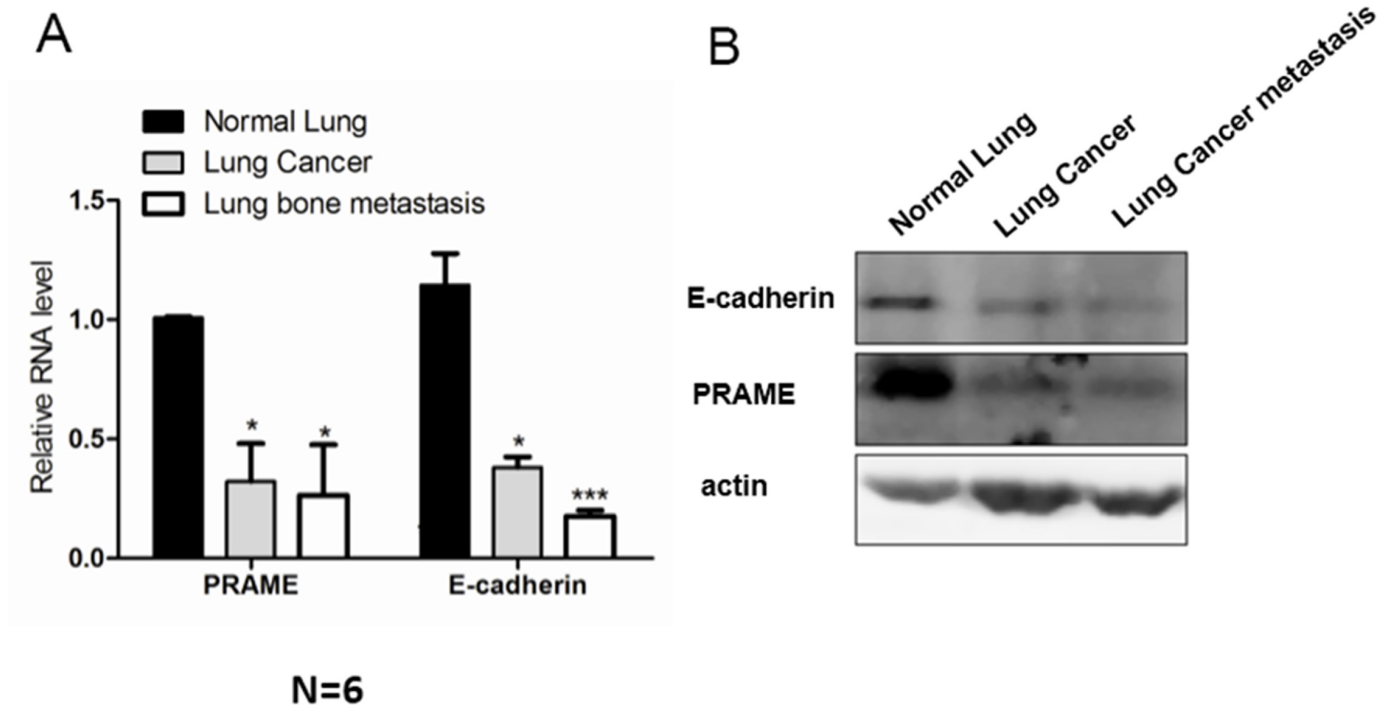 A
Normal Lung
Lung Cancer
Lung bone metastasis
Relative RNA level
1.5
1.0
0.5
0.0
* * * ***
PRAME E-cadherin
N=6
B
Normal Lung
Lung Cancer
Lung Cancer metastasis
E-cadherin
PRAME
actin